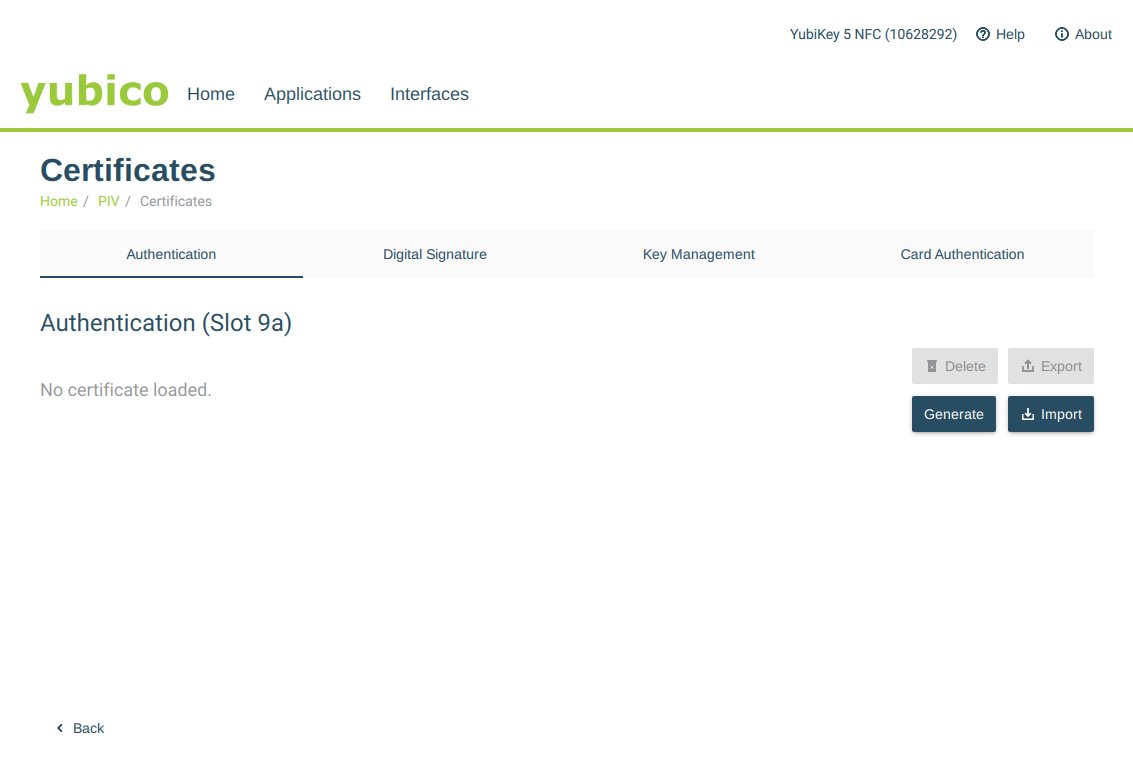 YubiKey 5 NFC (10628292) Help About
yubico Home Applications Interfaces
Certificates
Home / PIV / Certificates
Authentication Digital Signature Key Management Card Authentication
Authentication (Slot 9a)
Delete Export
No certificate loaded.
Generate Import
Back